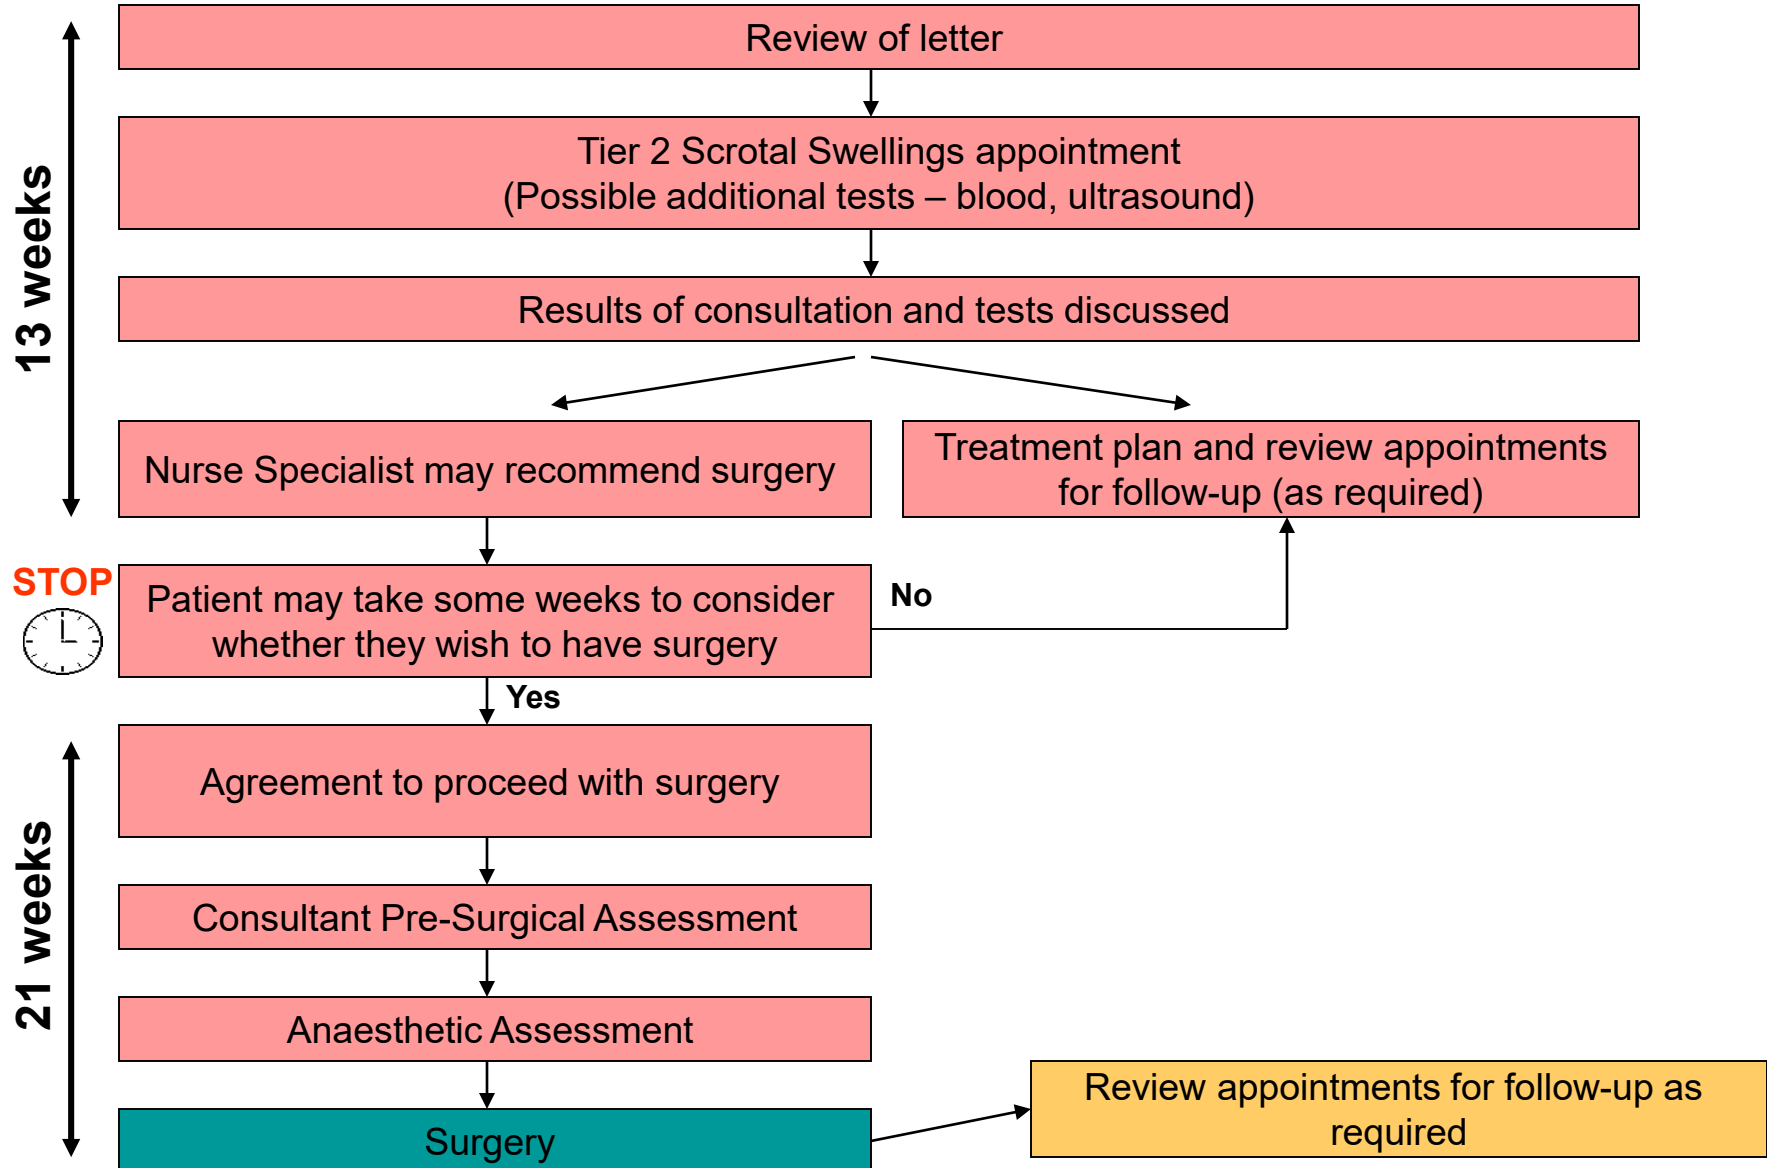 Review of letter
Tier 2 Scrotal Swellings appointment
(Possible additional tests – blood, ultrasound)
13 weeks
Results of consultation and tests discussed
Nurse Specialist may recommend surgery
Treatment plan and review appointments
for follow-up (as required)
STOP
Patient may take some weeks to consider
whether they wish to have surgery
No
Yes
Agreement to proceed with surgery
21 weeks
Consultant Pre-Surgical Assessment
Anaesthetic Assessment
Surgery
Review appointments for follow-up as
required